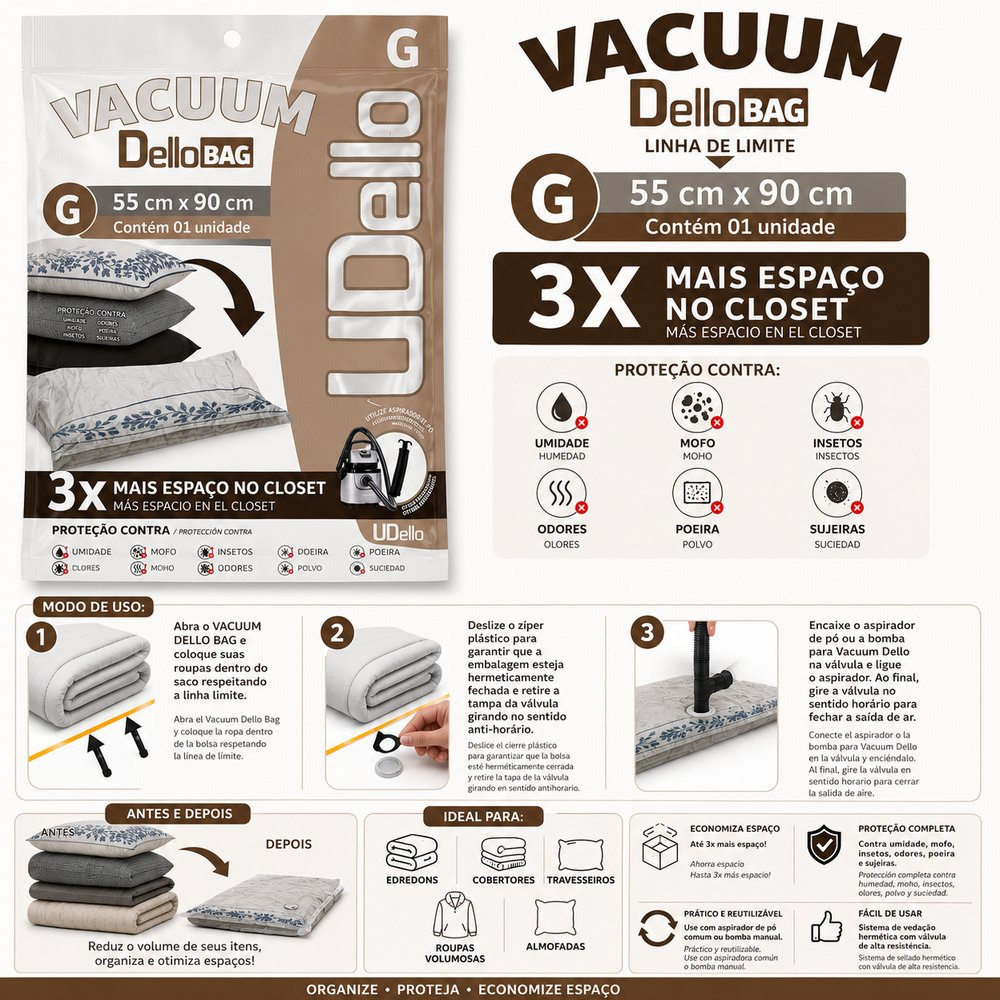 G
VACUUM
Dello BAG
G
55 cm x 90 cm
Contém 01 unidade
UDello
PROTEÇÃO CONTRA
UMIDADE ODORES
MOFO POEIRA
INSETOS SUJEIRAS
3X MAIS ESPAÇO NO CLOSET
MÁS ESPACIO EN EL CLOSET
UDello
PROTEÇÃO CONTRA / PROTECCIÓN CONTRA
UMIDADE MOFO INSETOS DOEIRA POEIRA
MOHO ODORES POLVO SUCIEDAD
VACUUM
Dello BAG
LINHA DE LIMITE
G
55 cm x 90 cm
Contém 01 unidade
3X
MAIS ESPAÇO
NO CLOSET
MÁS ESPACIO EN EL CLOSET
PROTEÇÃO CONTRA:
UMIDADE
HUMEDAD
MOFO
MOHO
INSETOS
INSECTOS
ODORES
OLORES
POEIRA
POLVO
SUJEIRAS
SUCIEDAD
MODO DE USO:
1
Abra o VACUUM
DELLO BAG e
coloque suas
roupas dentro do
saco respeitando
a linha limite.
Abra el Vacuum Dello Bag
y coloque la ropa dentro
de la bolsa respetando
la línea de límite.
2
Deslize o zíper
plástico para
garantir que a
embalagem esteja
hermeticamente
fechada e retire a
tampa da válvula
girando no sentido
anti-horário.
Deslice el cierre plástico
para garantizar que la bolsa
esté herméticamente cerrada
y retire la tapa de la válvula
girando en sentido antihorario.
3
Encaixe o aspirador
de pó ou a bomba
para Vacuum Dello
na válvula e ligue
o aspirador. Ao final,
gire a válvula no
sentido horário para
fechar a saída de ar.
Conecte el aspirador o la
bomba para Vacuum Dello
en la válvula y enciéndalo.
Al final, gire la válvula en
sentido horario para cerrar
la salida de aire.
ANTES E DEPOIS
ANTES
DEPOIS
Reduz o volume de seus itens,
organiza e otimiza espaços!
IDEAL PARA:
EDREDONS
COBERTORES
TRAVESSEIROS
ROUPAS
VOLUMOSAS
ALMOFADAS
ECONOMIZA ESPAÇO
Até 3x mais espaço!
Ahorra espacio
Hasta 3x más espacio!
PROTEÇÃO COMPLETA
Contra umidade, mofo,
insetos, odores, poeira
e sujeiras.
Protección completa contra
humedad, moho, insectos,
olores, polvo y suciedad.
PRÁTICO E REUTILIZÁVEL
Use com aspirador de pó
comum ou bomba manual.
Práctico y reutilizable.
Use con aspiradora común
o bomba manual.
FÁCIL DE USAR
Sistema de vedação
hermética com válvula
de alta resistência.
Sistema de sellado hermético
con válvula de alta resistencia.
ORGANIZE • PROTEJA • ECONOMIZE ESPAÇO